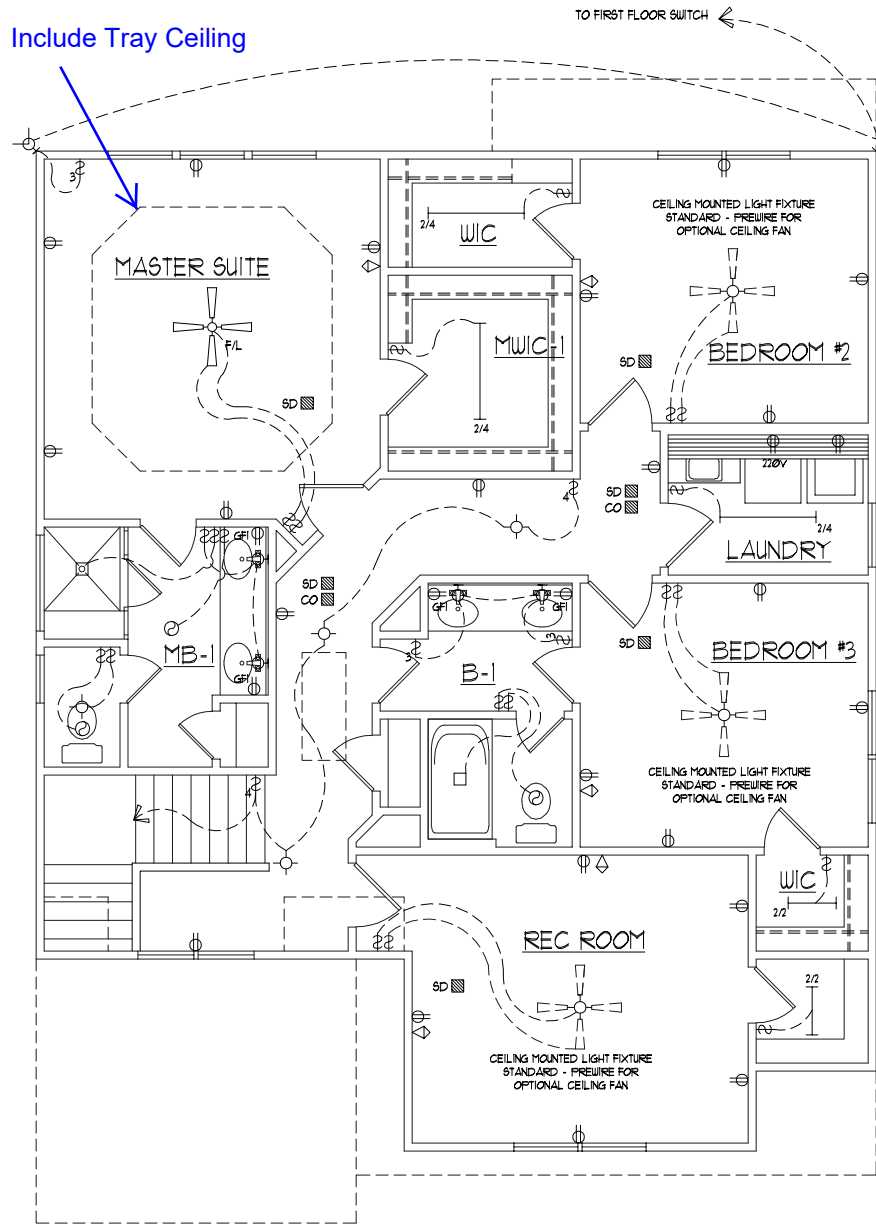 TO FIRST FLOOR SWITCH
Include Tray Ceiling
3
CEILING MOUNTED LIGHT FIXTURE
STANDARD - PREWIRE FOR
OPTIONAL CEILING FAN
2/4
WIC
MASTER SUITE
F/L
MWIC-1
BEDROOM #2
SD
SD
2/4
220V
4
SD
CO
2/4
LAUNDRY
GFI
SD
CO
GFI
GFI
3
3
SD
MB-1
GFI
B-1
BEDROOM #3
CEILING MOUNTED LIGHT FIXTURE
STANDARD - PREWIRE FOR
OPTIONAL CEILING FAN
4
WIC
2/2
REC ROOM
SD
2/2
CEILING MOUNTED LIGHT FIXTURE
STANDARD - PREWIRE FOR
OPTIONAL CEILING FAN